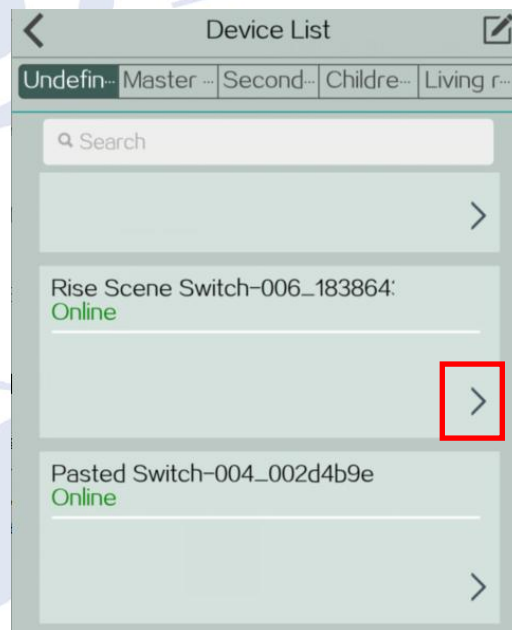 Device List
Undefin... Master ... Second... Childre... Living r...
Search
Rise Scene Switch-006_183864
Online
Pasted Switch-004_002d4b9e
Online